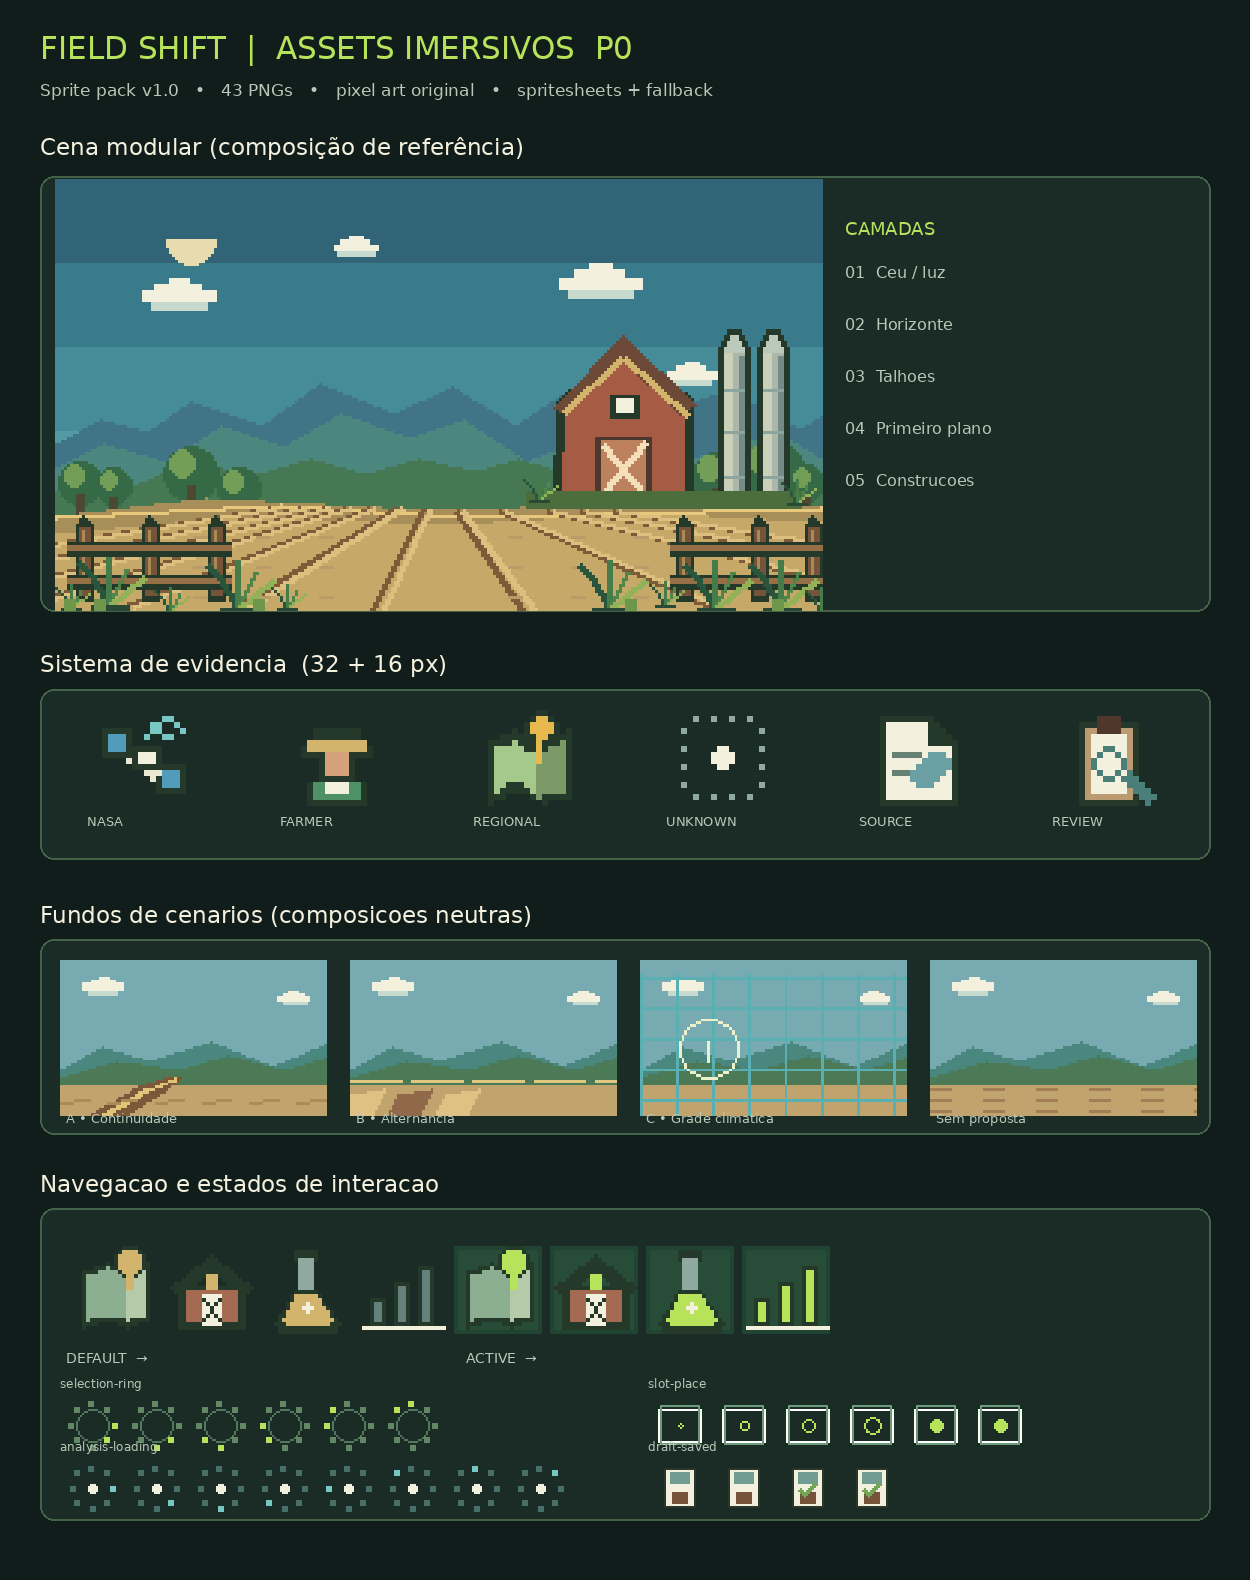 FIELD SHIFT | ASSETS IMERSIVOS P0
Sprite pack v1.0 • 43 PNGs • pixel art original • spritesheets + fallback
Cena modular (composição de referência)
CAMADAS
01 Ceu / luz
02 Horizonte
03 Talhoes
04 Primeiro plano
05 Construcoes
Sistema de evidencia (32 + 16 px)
NASA
FARMER
REGIONAL
UNKNOWN
SOURCE
REVIEW
Fundos de cenarios (composicoes neutras)
A • Continuidade
B • Alternancia
C • Grade climatica
Sem proposta
Navegacao e estados de interacao
DEFAULT →
ACTIVE →
selection-ring
slot-place
analysis-loading
draft-saved